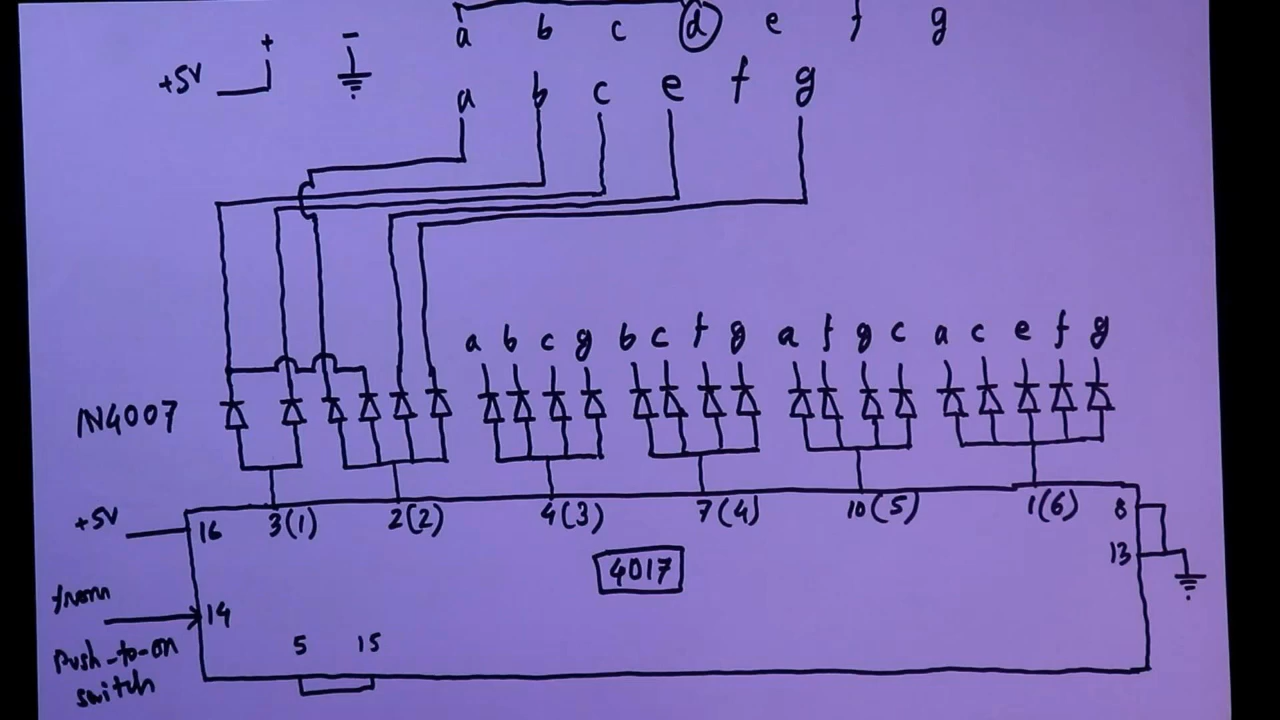 a b c d e f g
+ -
+5V
a b c e f g
a b c g b c f g a f g c a c e f g
IN4007
+5V 16 3(1) 2(2) 4(3) 7(4) 10(5) 1(6) 8
4017 13
from
14
Push-to-on
switch
5 15